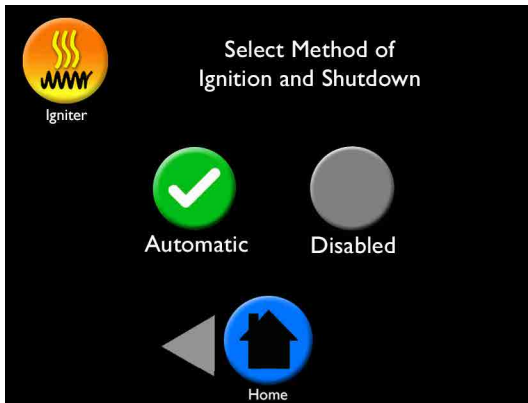 Select Method of
Ignition and Shutdown
Igniter
Automatic
Disabled
Home